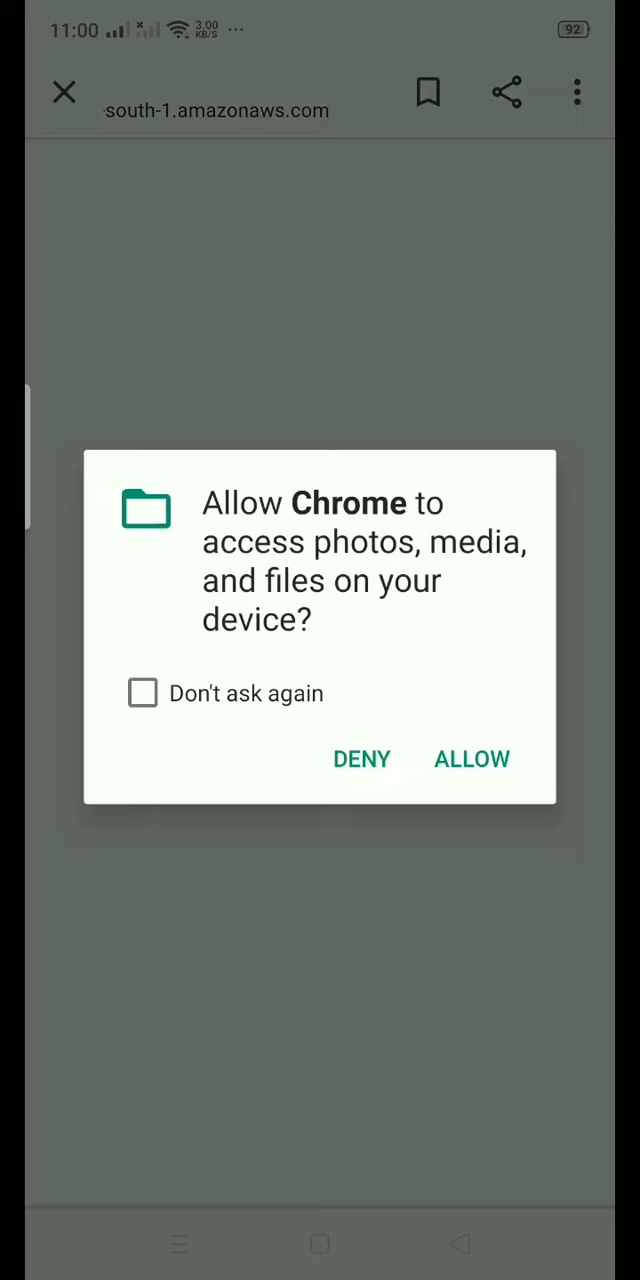 11:00 3.00 KB/S ... 92
-south-1.amazonaws.com
Allow Chrome to
access photos, media,
and files on your
device?
Don't ask again
DENY ALLOW